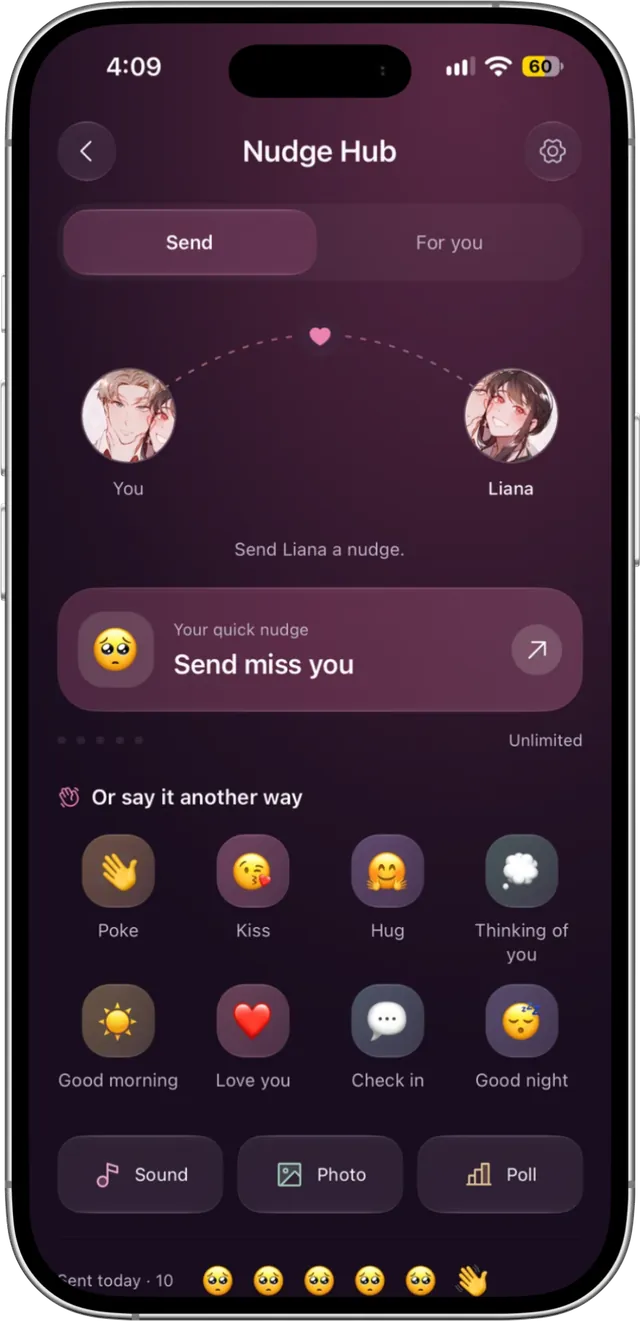 4:09
60
Nudge Hub
Send
For you
You
Liana
Send Liana a nudge.
Your quick nudge
Send miss you
Unlimited
Or say it another way
Poke
Kiss
Hug
Thinking of
you
Good morning
Love you
Check in
Good night
Sound
Photo
Poll
Sent today · 10